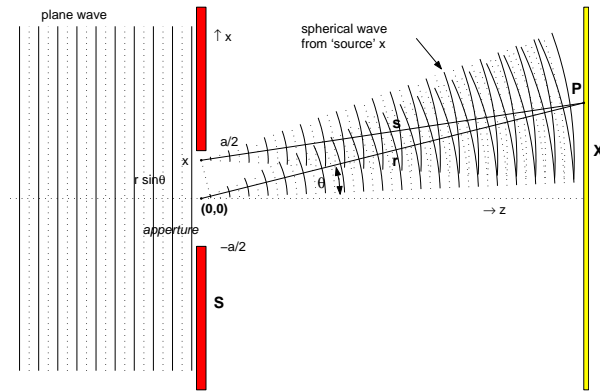 plane wave
↑ x
spherical wave
from ‘source’ x
P
a/2
s
X
x
r
r sinθ
θ
(0,0)
→ z
apperture
−a/2
S